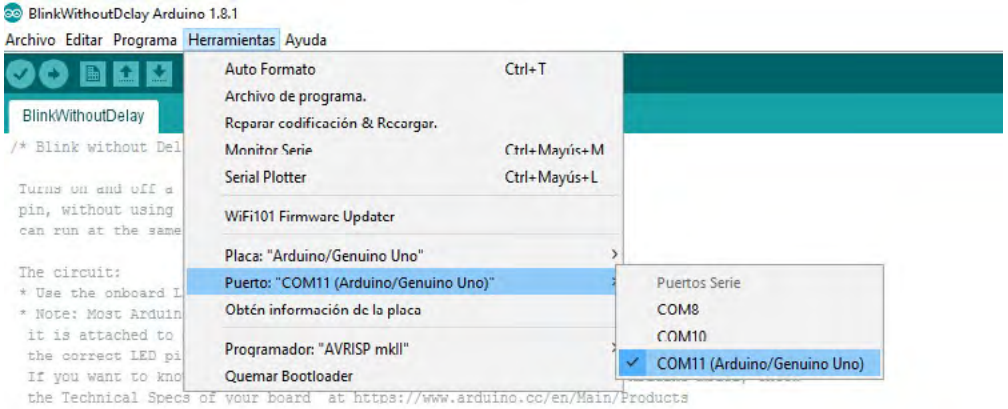 BlinkWithoutDelay Arduino 1.8.1
Archivo Editar Programa Herramientas Ayuda
BlinkWithoutDelay
Auto Formato Ctrl+T
Archivo de programa.
Reparar codificación & Recargar.
Monitor Serie Ctrl+Mayús+M
Serial Plotter Ctrl+Mayús+L
WiFi101 Firmware Updater
Placa: "Arduino/Genuino Uno"
Puerto: "COM11 (Arduino/Genuino Uno)"
Obtén información de la placa
Programador: "AVRISP mkII"
Quemar Bootloader
Puertos Serie
COM8
COM10
COM11 (Arduino/Genuino Uno)
/* Blink without Del
Turns on and off a
pin, without using
can run at the same
The circuit:
* Use the onboard L
* Note: Most Arduin
it is attached to
the correct LED pi
If you want to kno
the Technical Specs of your board at https://www.arduino.cc/en/Main/Products